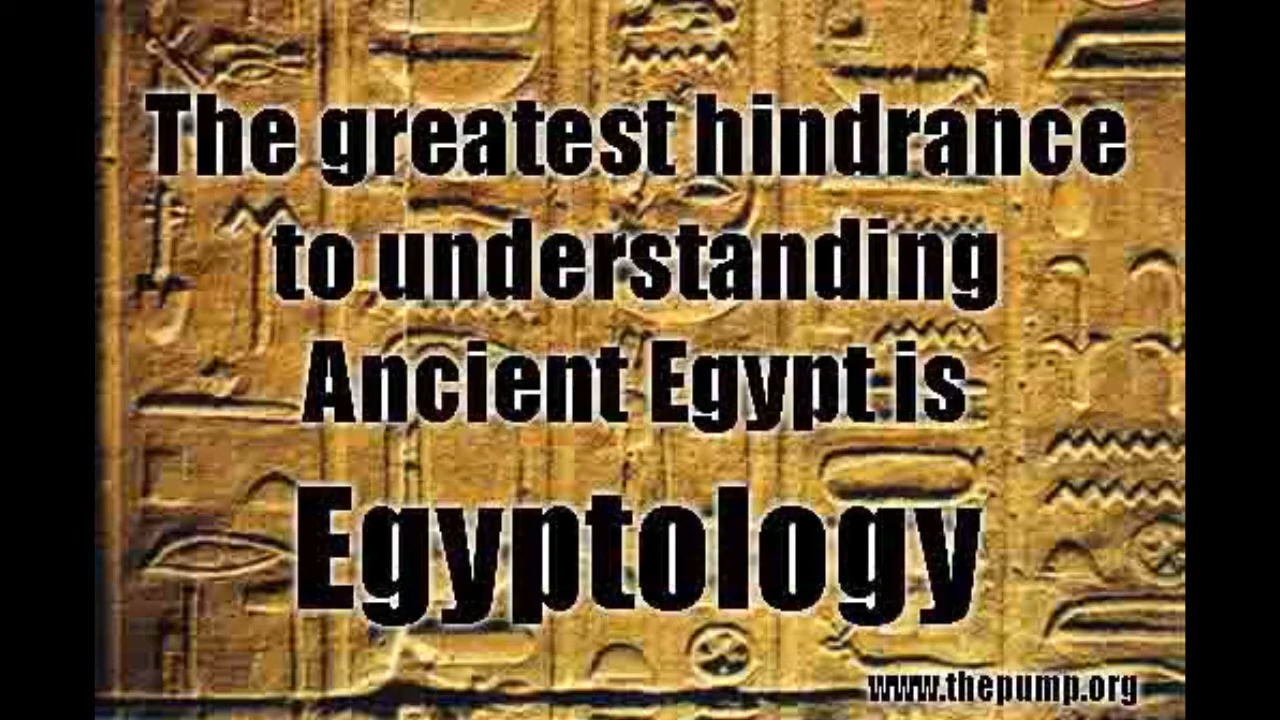 The greatest hindrance
to understanding
Ancient Egypt is
Egyptology
www.thepump.org